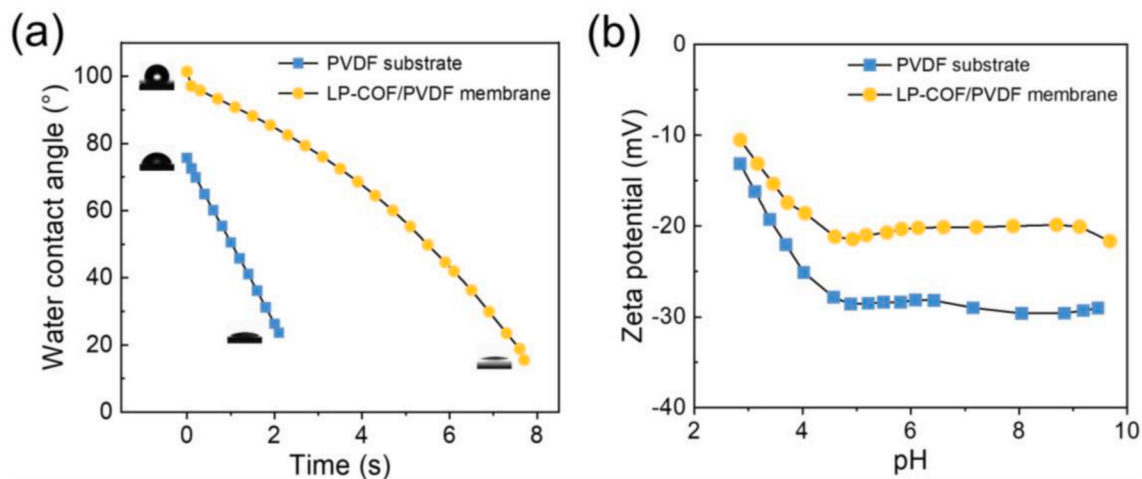 (a)
PVDF substrate
LP-COF/PVDF membrane
Water contact angle (°)
100
80
60
40
20
0
0 2 4 6 8
Time (s)
(b)
PVDF substrate
LP-COF/PVDF membrane
Zeta potential (mV)
0
-10
-20
-30
-40
2 4 6 8 10
pH